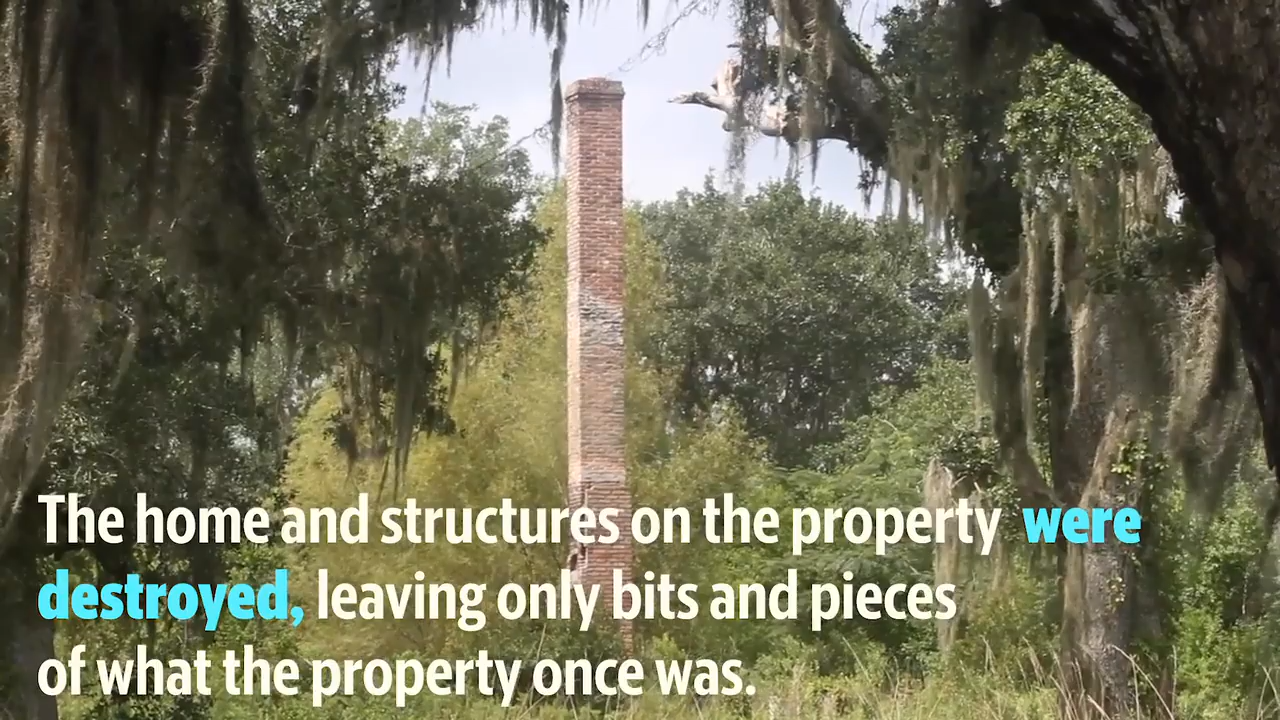 The home and structures on the property were
destroyed, leaving only bits and pieces
of what the property once was.